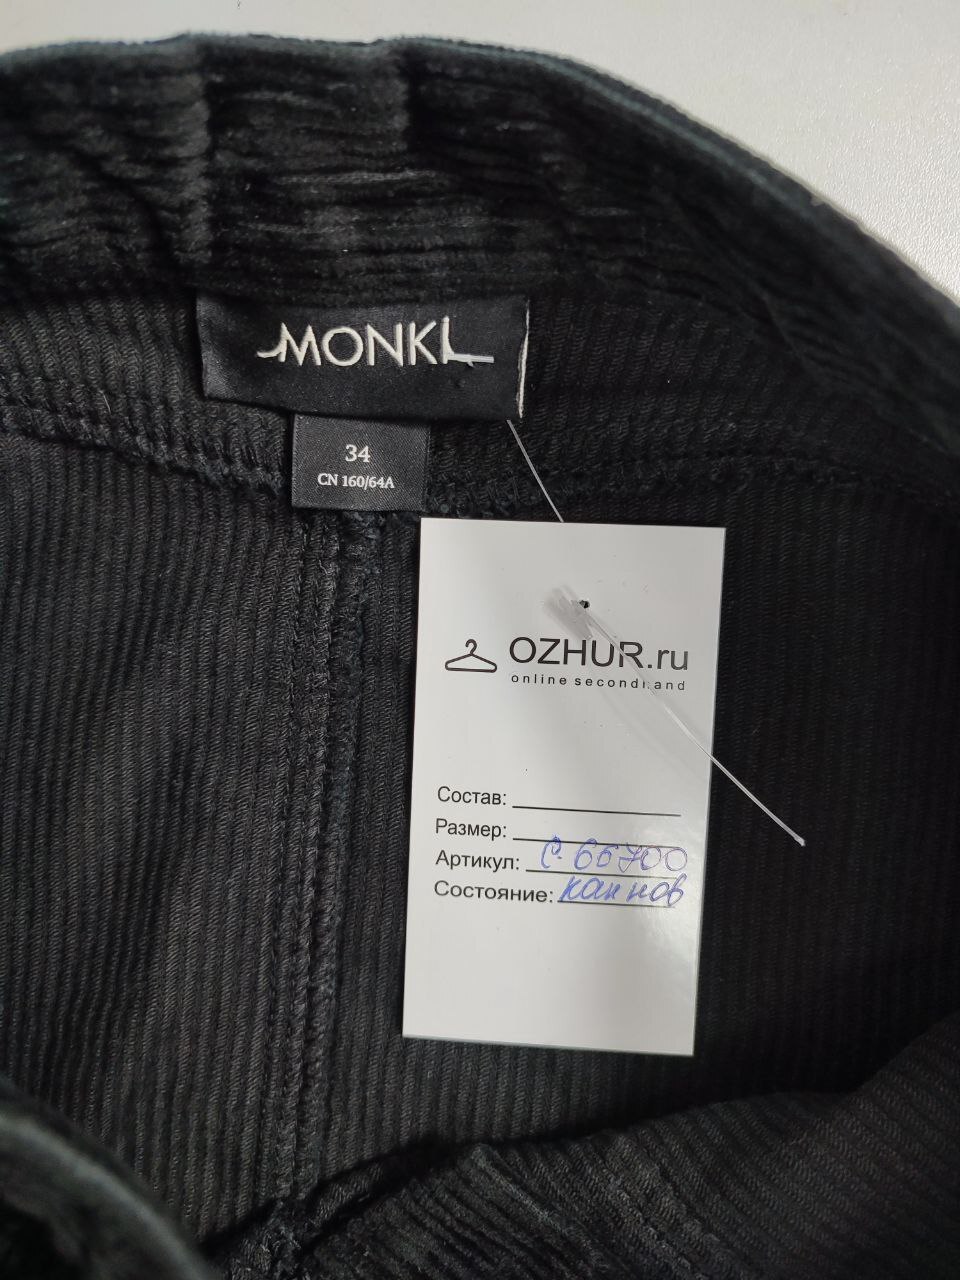 MONKI
34
CN 160/64A
OZHUR.ru
online secondhand
Состав:
Размер:
Артикул: С-66700
Состояние: как нов